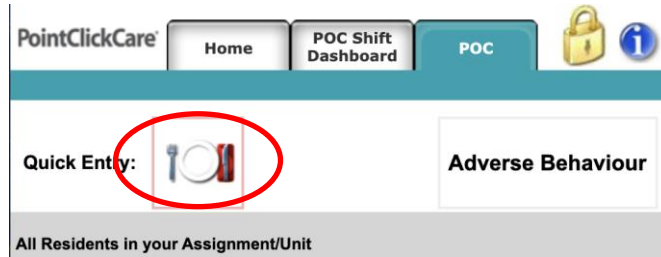 PointClickCare
Home
POC Shift
Dashboard
POC
Quick Entry:
Adverse Behaviour
All Residents in your Assignment/Unit